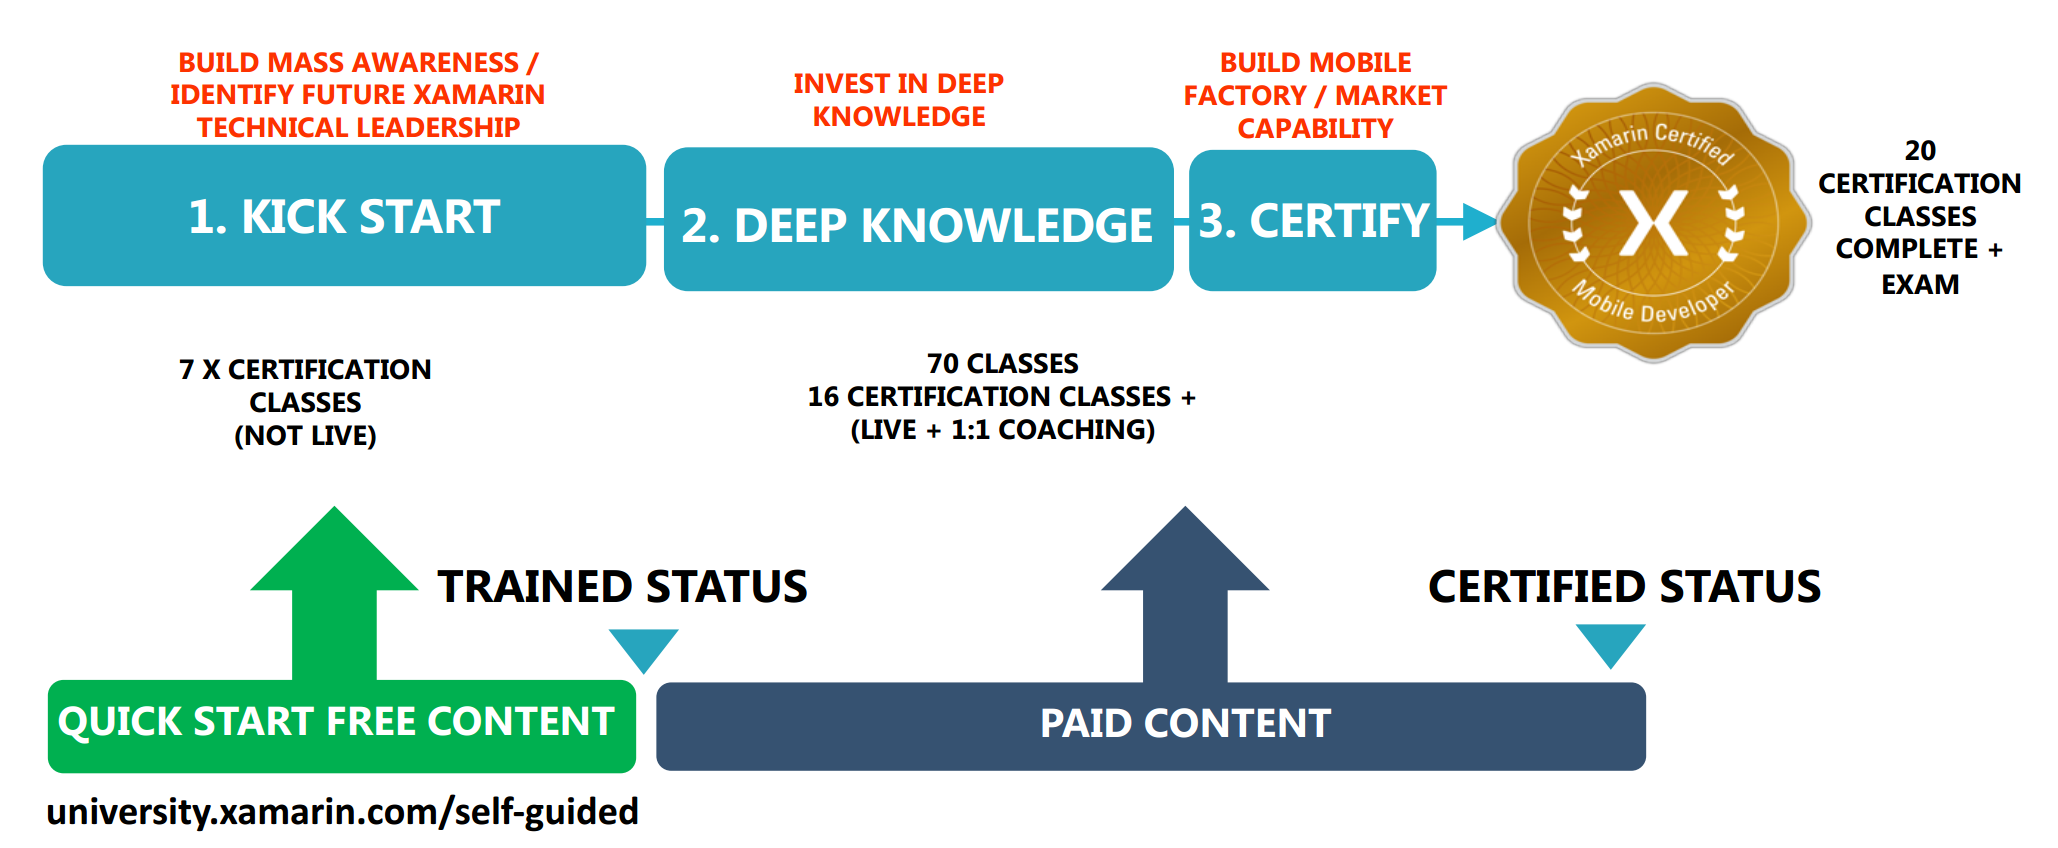 BUILD MASS AWARENESS /
IDENTIFY FUTURE XAMARIN
TECHNICAL LEADERSHIP
INVEST IN DEEP
KNOWLEDGE
BUILD MOBILE
FACTORY / MARKET
CAPABILITY
1. KICK START
2. DEEP KNOWLEDGE
3. CERTIFY
Xamarin Certified
X
Mobile Developer
20
CERTIFICATION
CLASSES
COMPLETE +
EXAM
7 X CERTIFICATION
CLASSES
(NOT LIVE)
70 CLASSES
16 CERTIFICATION CLASSES +
(LIVE + 1:1 COACHING)
TRAINED STATUS
CERTIFIED STATUS
QUICK START FREE CONTENT
PAID CONTENT
university.xamarin.com/self-guided